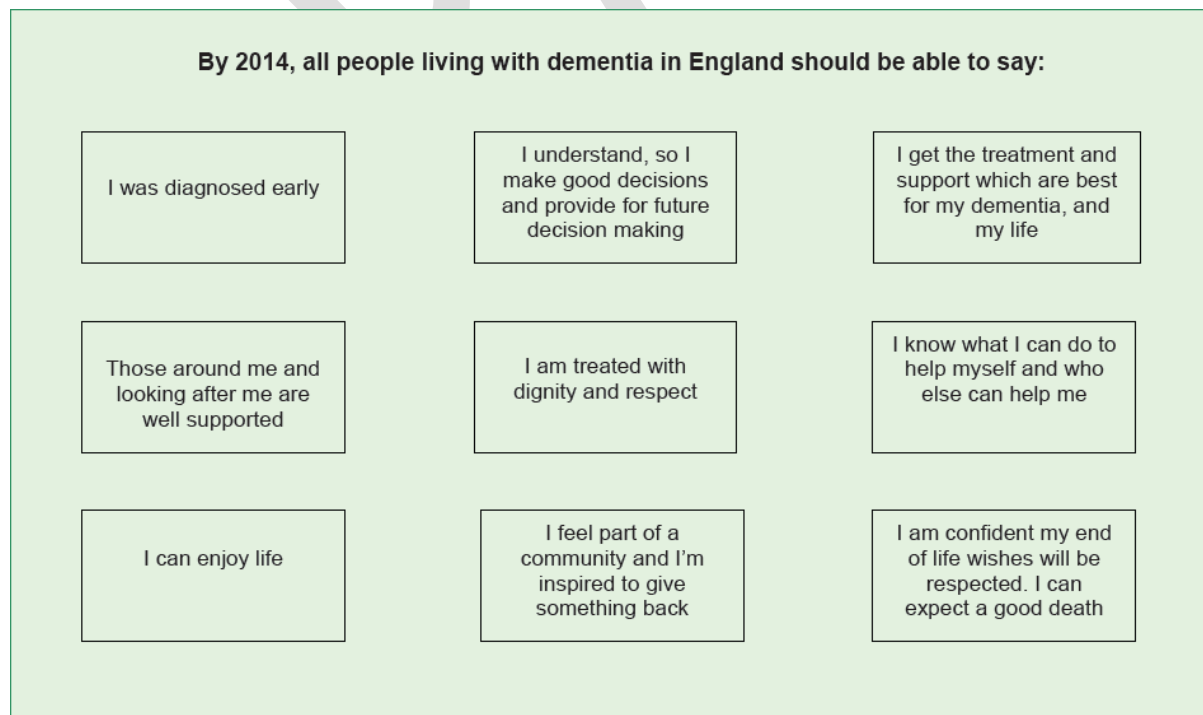 By 2014, all people living with dementia in England should be able to say:
I was diagnosed early
I understand, so I
make good decisions
and provide for future
decision making
I get the treatment and
support which are best
for my dementia, and
my life
Those around me and
looking after me are
well supported
I am treated with
dignity and respect
I know what I can do to
help myself and who
else can help me
I can enjoy life
I feel part of a
community and I’m
inspired to give
something back
I am confident my end
of life wishes will be
respected. I can
expect a good death